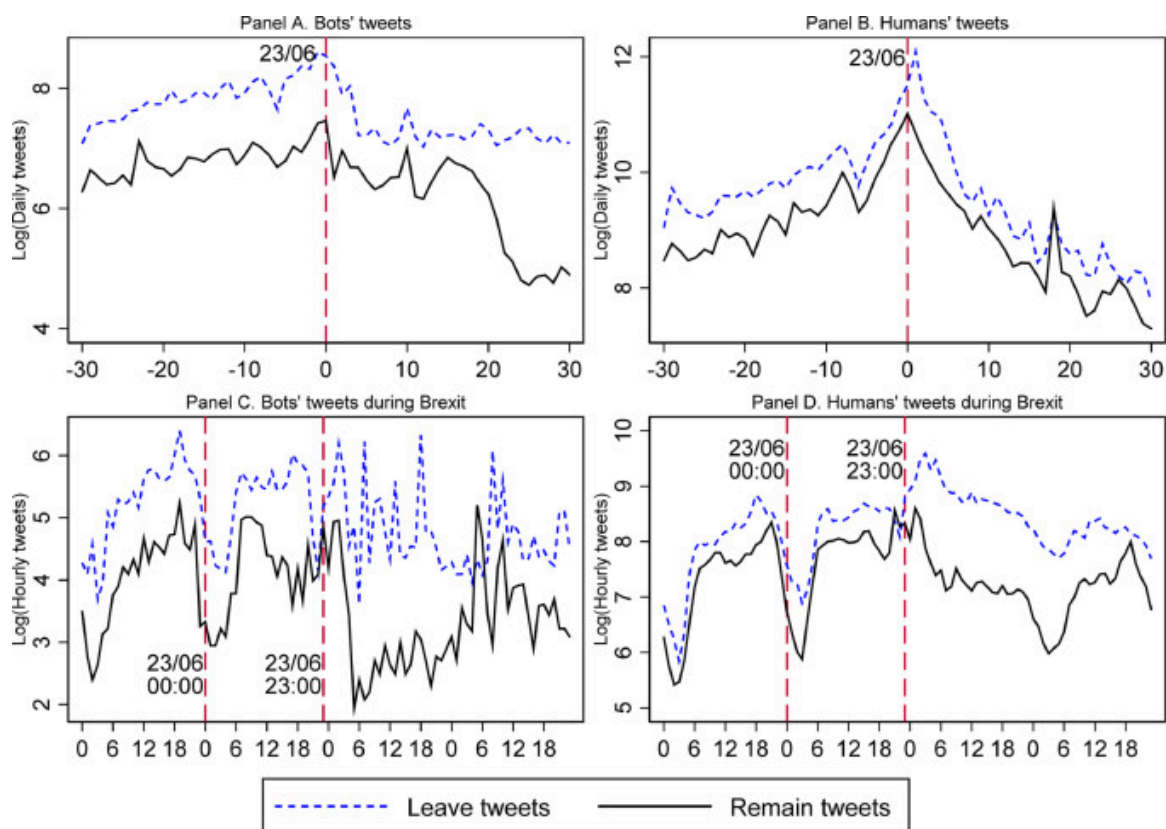 Panel A. Bots' tweets
Log(Daily tweets)
8
6
4
23/06
-30 -20 -10 0 10 20 30
Panel B. Humans' tweets
Log(Daily tweets)
12
10
8
23/06
-30 -20 -10 0 10 20 30
Panel C. Bots' tweets during Brexit
Log(Hourly tweets)
6
5
4
3
2
23/06
00:00
23/06
23:00
0 6 12 18 0 6 12 18 0 6 12 18 0 6 12 18
Panel D. Humans' tweets during Brexit
Log(Hourly tweets)
10
9
8
7
6
5
23/06
00:00
23/06
23:00
0 6 12 18 0 6 12 18 0 6 12 18 0 6 12 18
Leave tweets
Remain tweets